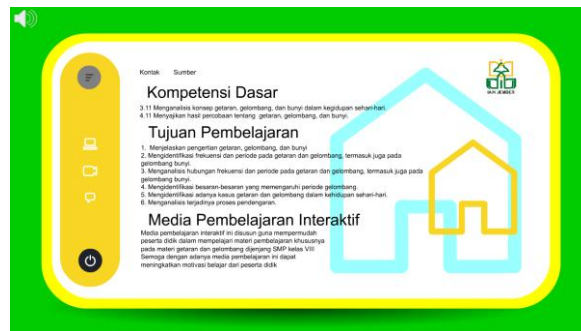 Kontak Sumber
IAIN JEMBER
Kompetensi Dasar
3.11 Menganalisis konsep getaran, gelombang, dan bunyi dalam kegidupan sehari-hari.
4.11 Menyajikan hasil percobaan tentang getaran, gelombang, dan bunyi.
Tujuan Pembelajaran
1. Menjelaskan pengertian getaran, gelombang, dan bunyi
2. Mengidentifikasi frekuensi dan periode pada getaran dan gelombang, termasuk juga pada
gelombang bunyi.
3. Menganalisis hubungan frekuensi dan periode pada getaran dan gelombang, termasuk juga pada
gelombang bunyi.
4. Mengidentifikasi besaran-besaran yang memengaruhi periode gelombang.
5. Mengidentifikasi adanya kasus getaran dan gelombang dalam kehidupan sehari-hari.
6. Menganalisis terjadinya proses pendengaran.
Media Pembelajaran Interaktif
Media pembelajaran interaktif ini disusun guna mempermudah
peserta didik dalam mempelajari materi pembelajaran khususnya
pada materi getaran dan gelombang dijenjang SMP kelas VIII
Semoga dengan adanya media pembelajaran ini dapat
meningkatkan motivasi belajar dari peserta didik